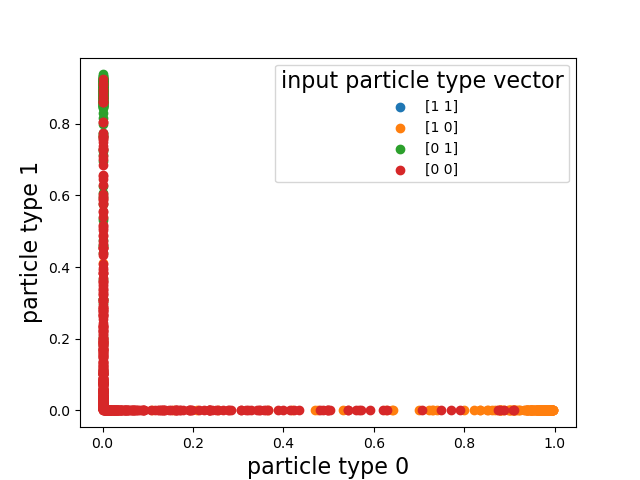 input particle type vector
[1 1]
[1 0]
[0 1]
[0 0]
particle type 1
0.8
0.6
0.4
0.2
0.0
0.0 0.2 0.4 0.6 0.8 1.0
particle type 0